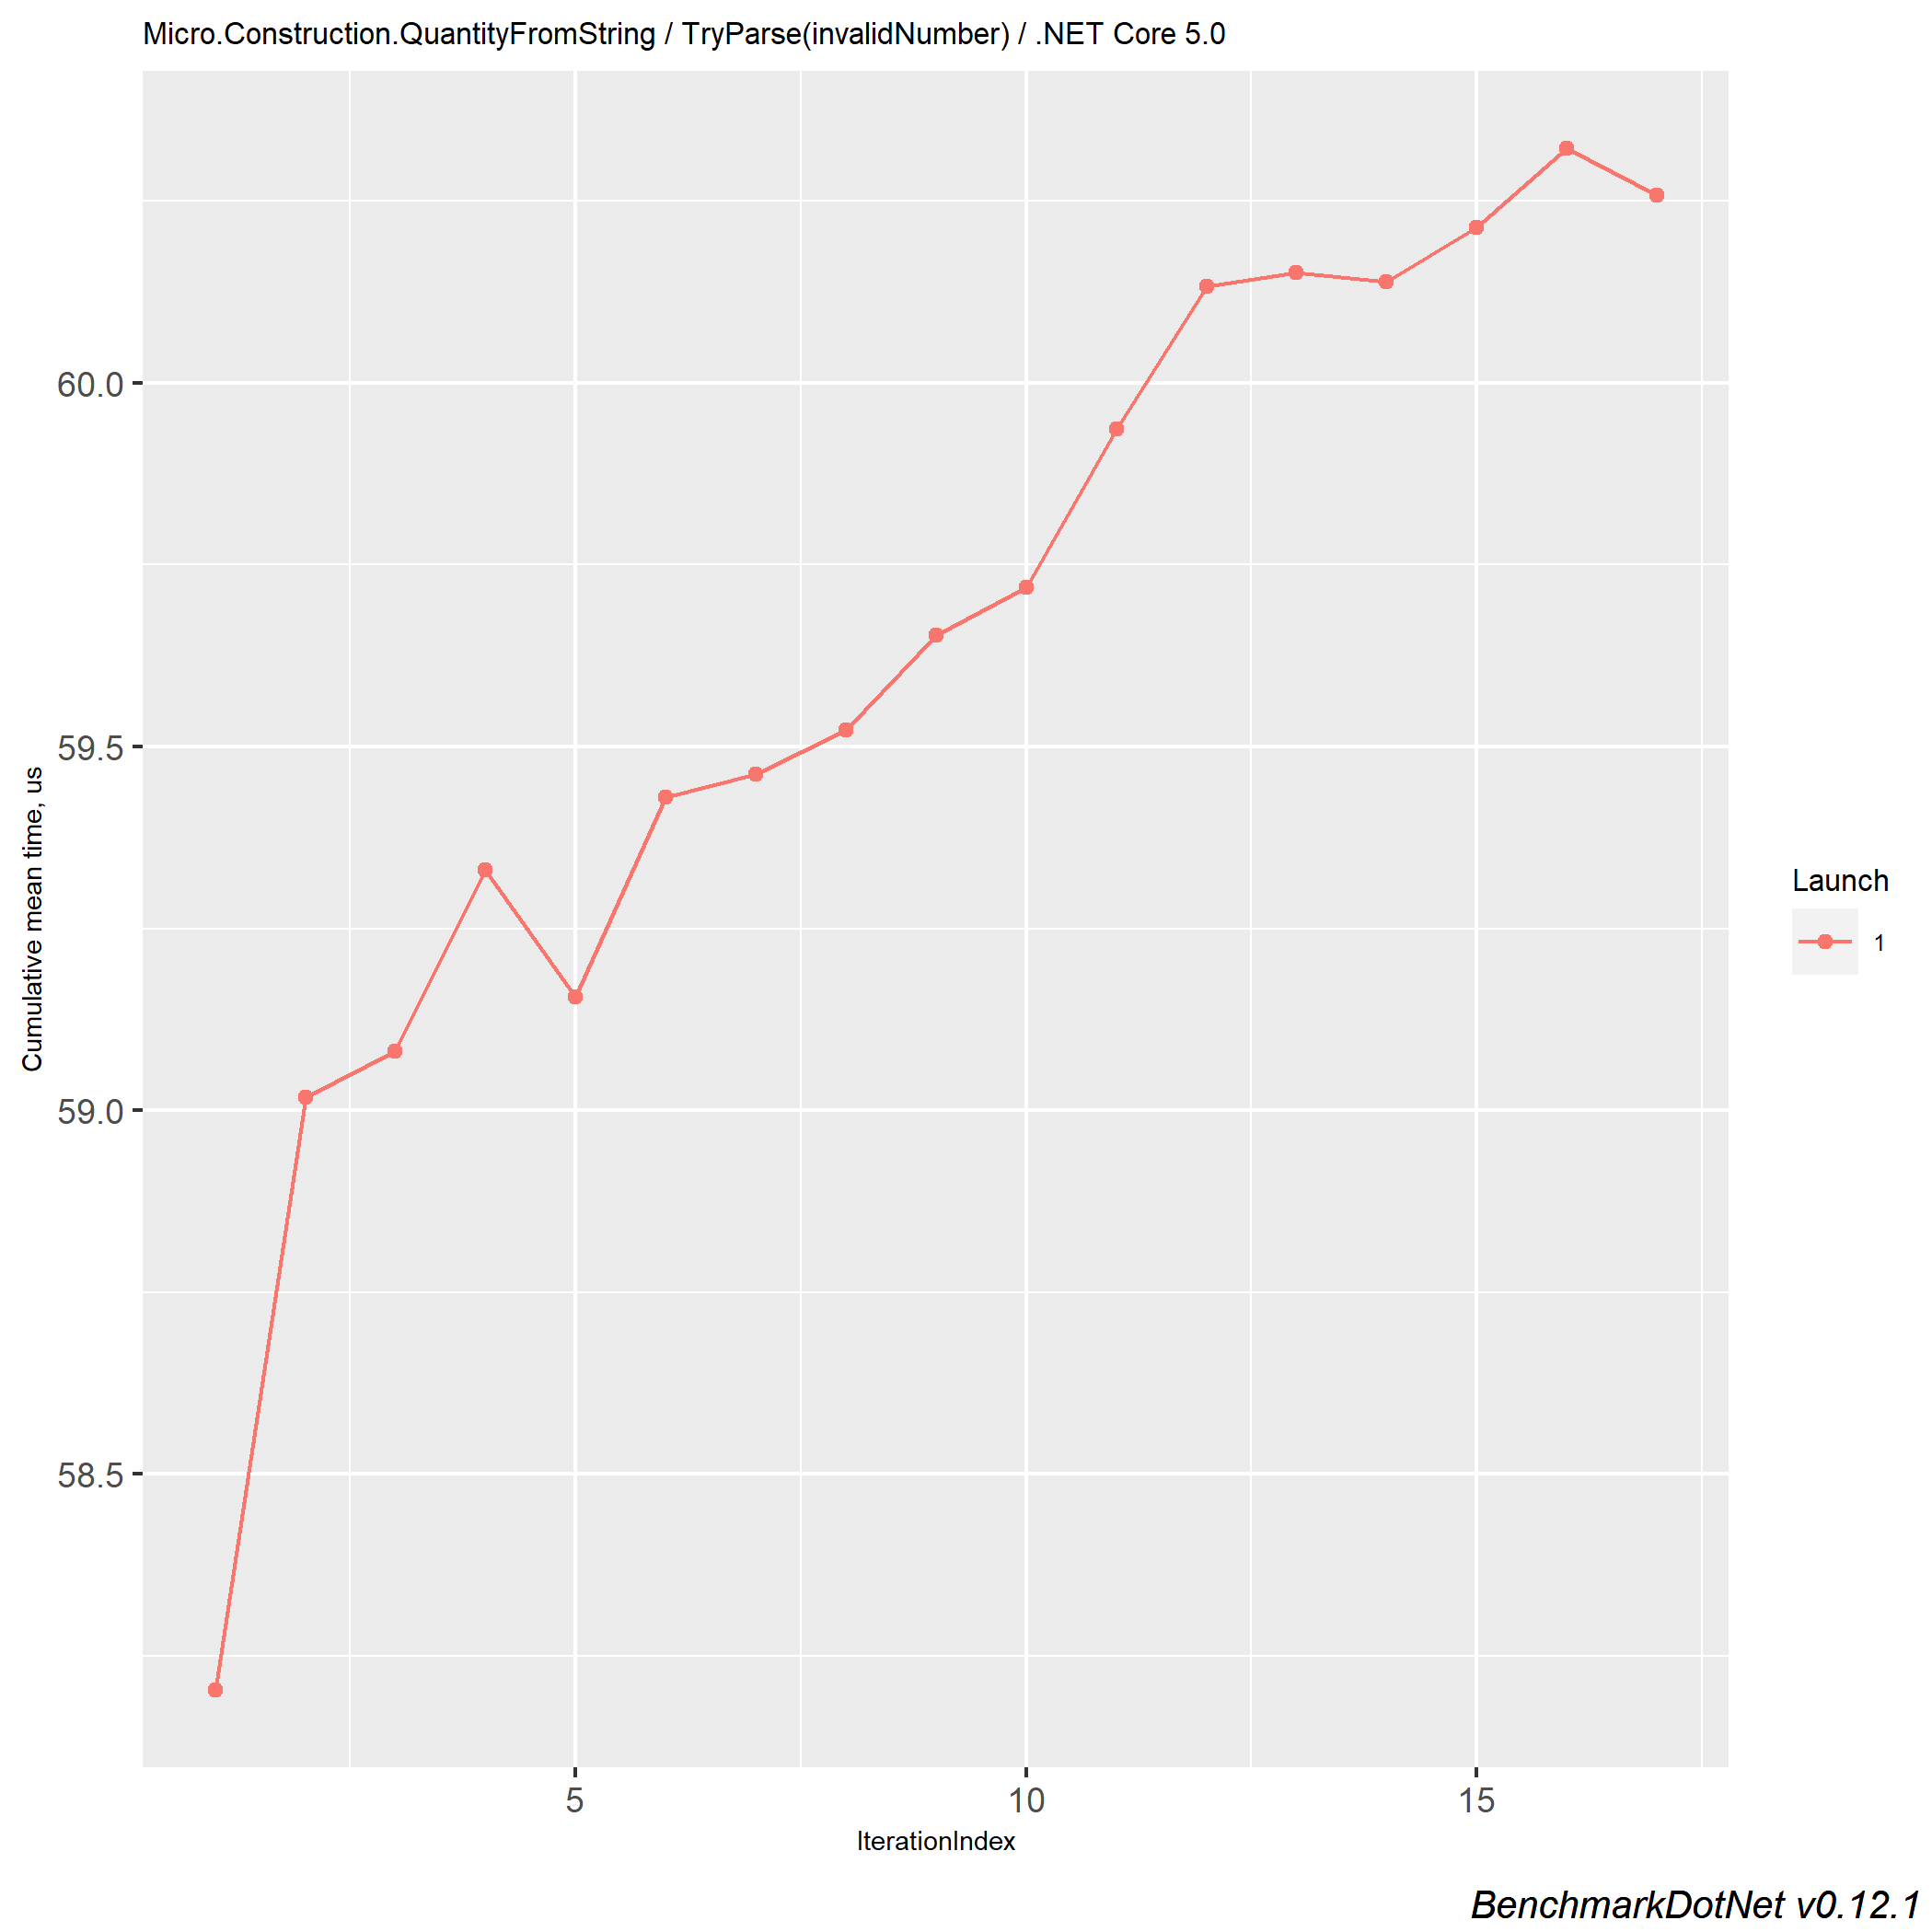 Micro.Construction.QuantityFromString / TryParse(invalidNumber) / .NET Core 5.0
60.0
59.5
59.0
58.5
Cumulative mean time, us
5
10
15
IterationIndex
Launch
1
BenchmarkDotNet v0.12.1